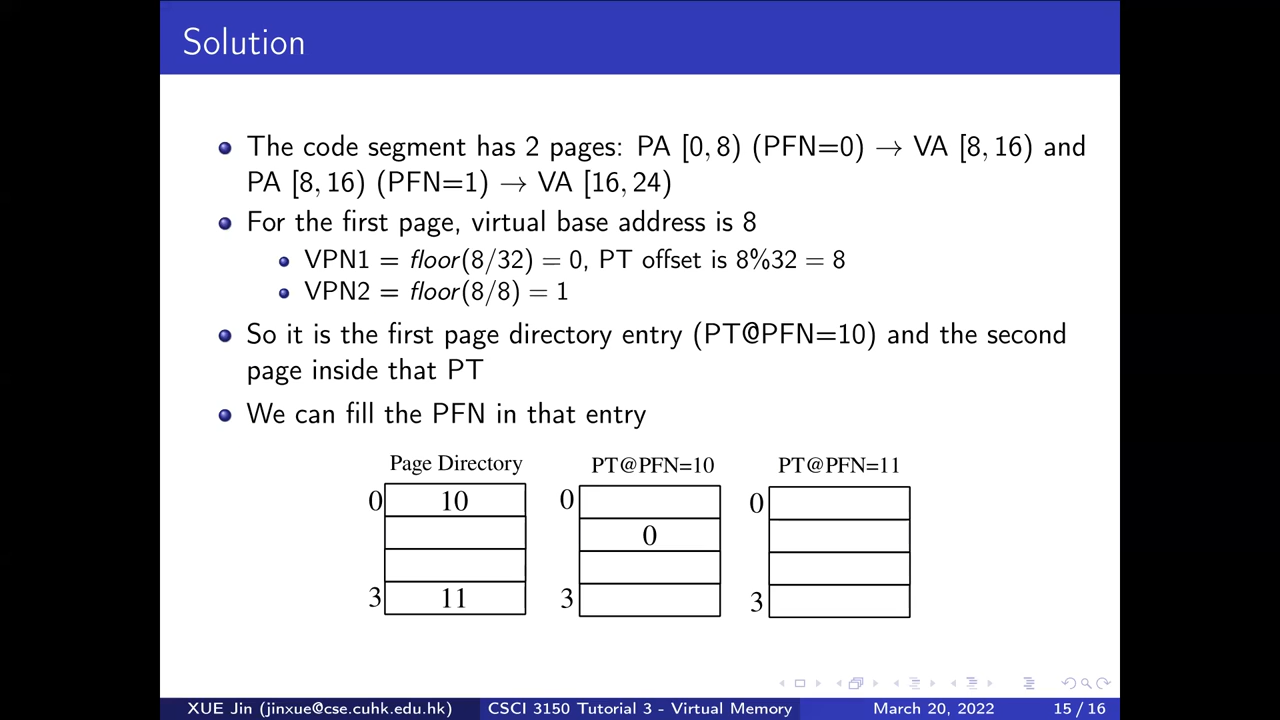 Solution
The code segment has 2 pages: PA [0, 8) (PFN=0) → VA [8, 16) and
PA [8, 16) (PFN=1) → VA [16, 24)
For the first page, virtual base address is 8
VPN1 = floor(8/32) = 0, PT offset is 8%32 = 8
VPN2 = floor(8/8) = 1
So it is the first page directory entry (PT@PFN=10) and the second
page inside that PT
We can fill the PFN in that entry
Page Directory PT@PFN=10 PT@PFN=11
0 10 0 0
0
3 11 3 3
XUE Jin (jinxue@cse.cuhk.edu.hk) CSCI 3150 Tutorial 3 - Virtual Memory March 20, 2022 15 / 16